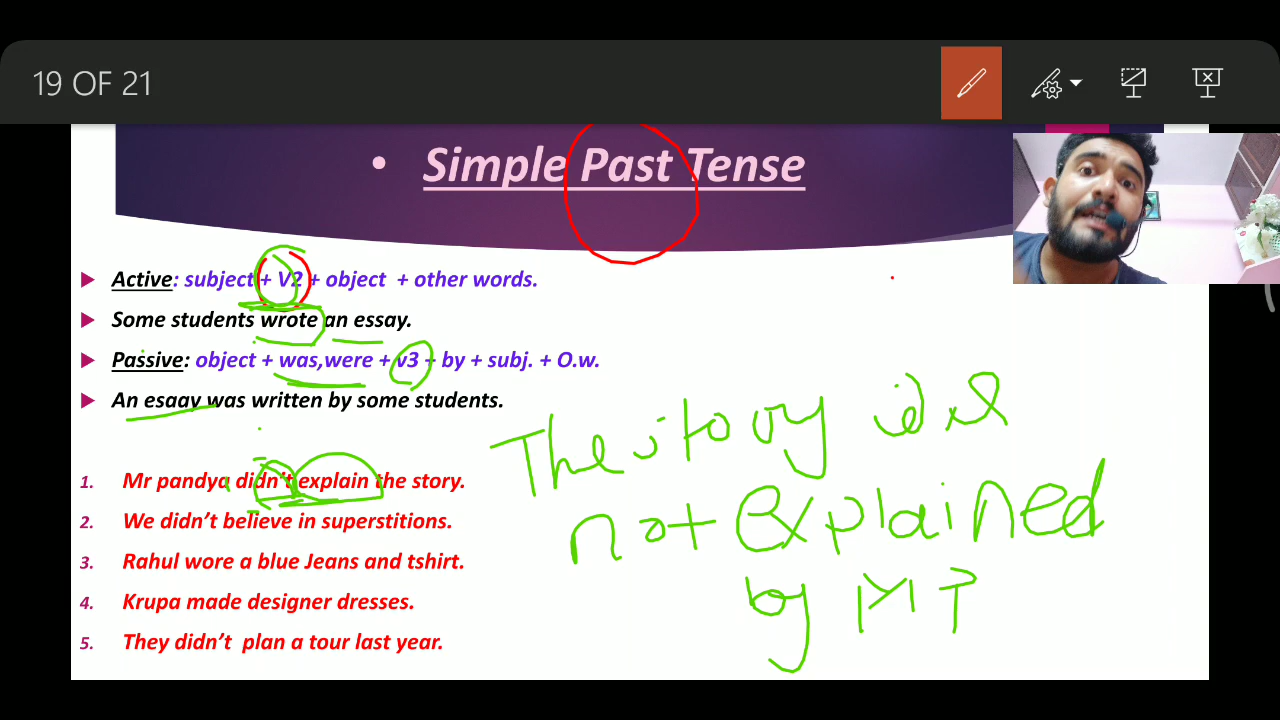 19 OF 21
• Simple Past Tense
Active: subject + V2 + object + other words.
Some students wrote an essay.
Passive: object + was,were + v3 + by + subj. + O.w.
An esaay was written by some students.
1. Mr pandya didn't explain the story.
2. We didn't believe in superstitions.
3. Rahul wore a blue Jeans and tshirt.
4. Krupa made designer dresses.
5. They didn't plan a tour last year.
The story
not explained
by M P